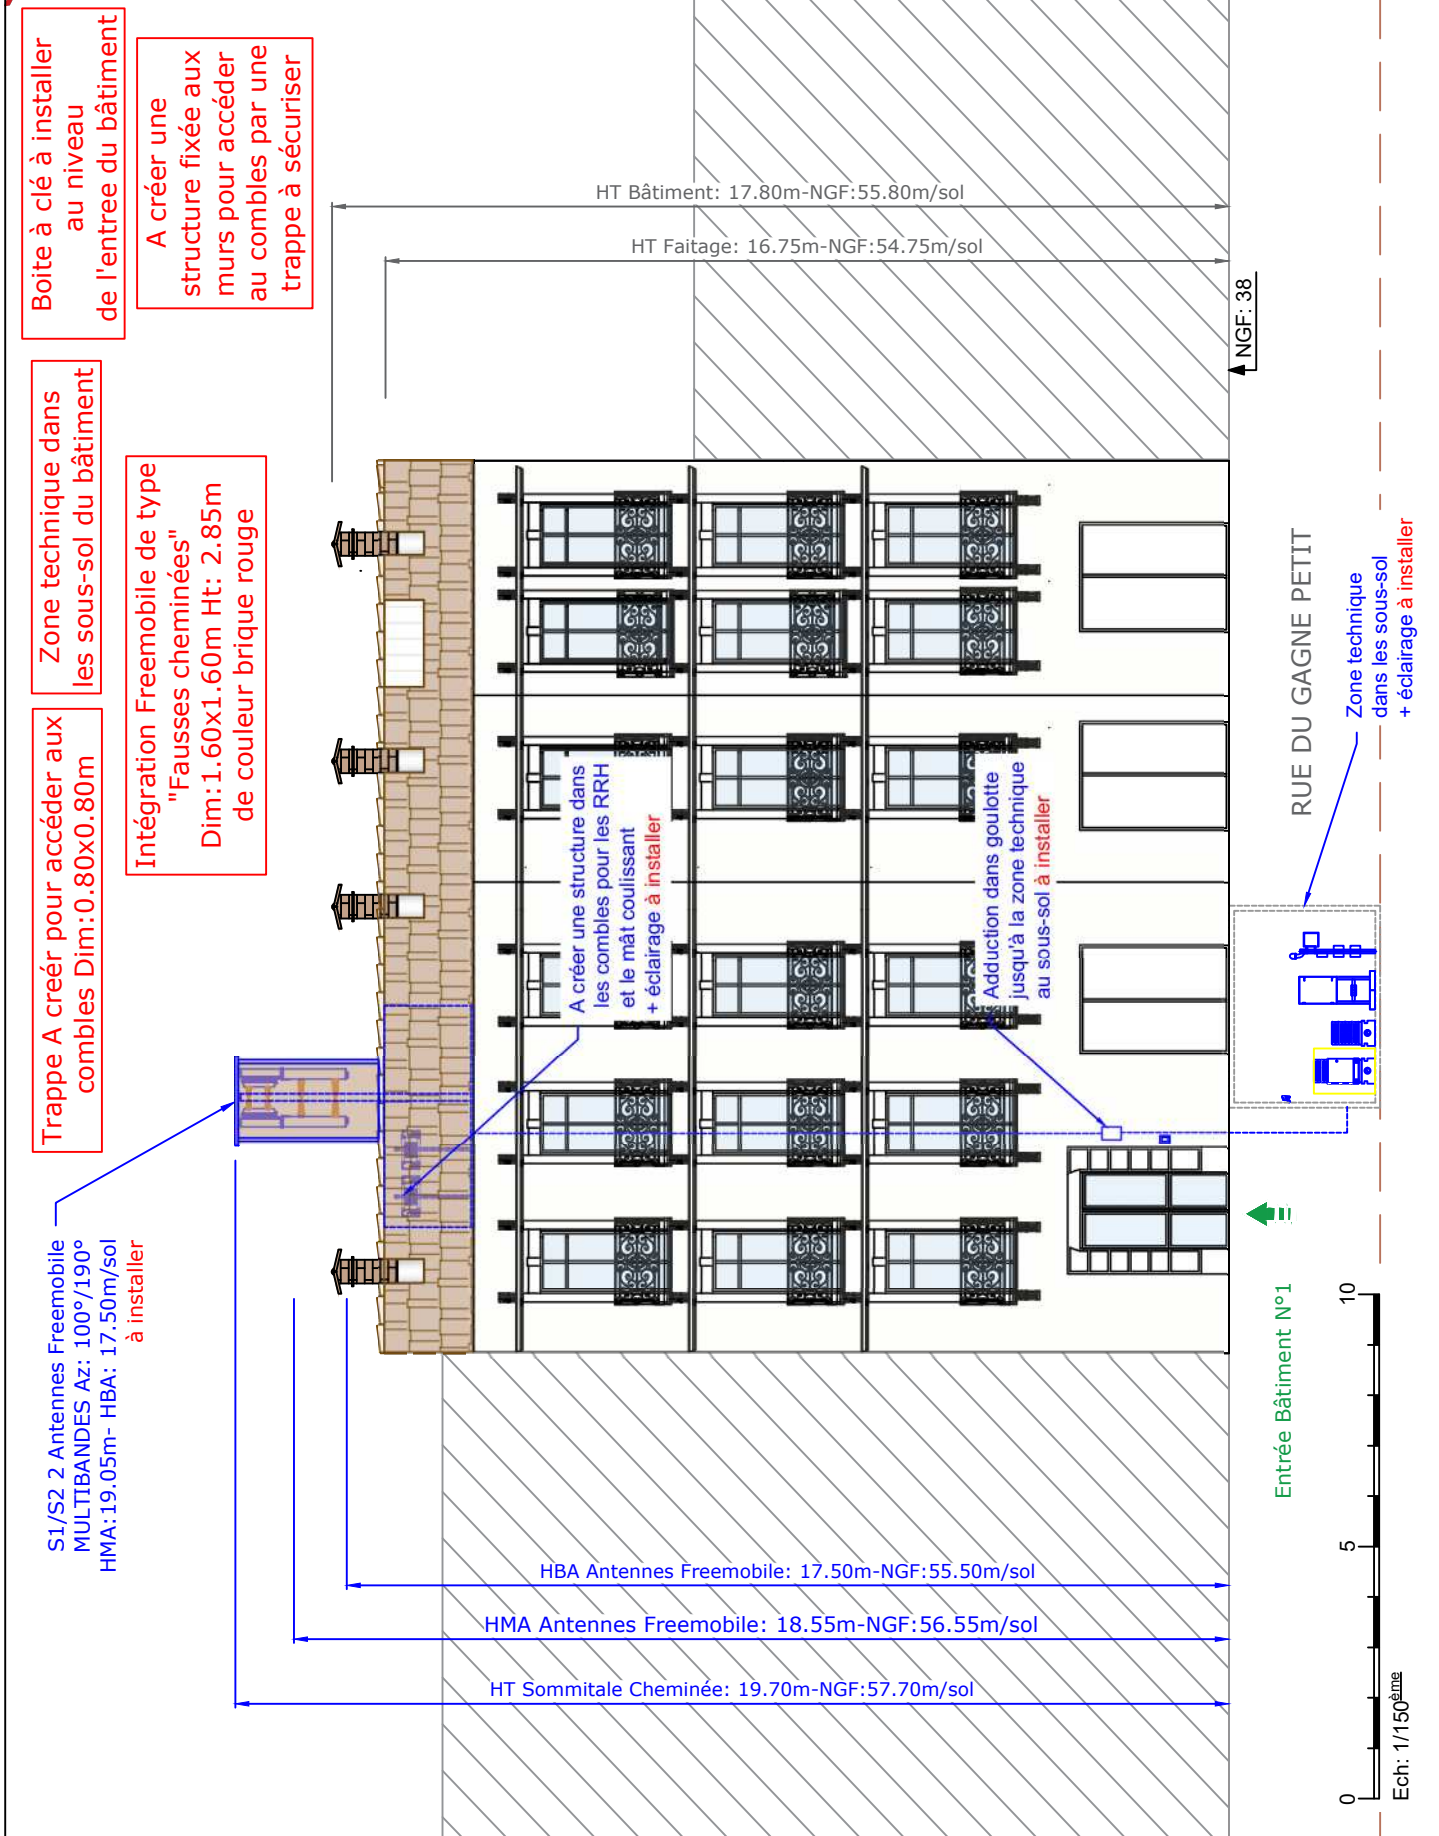 Boite à clé à installer
au niveau
de l'entree du bâtiment
A créer une
structure fixée aux
murs pour accéder
au combles par une
trappe à sécuriser
Zone technique dans
les sous-sol du bâtiment
Intégration Freemobile de type
"Fausses cheminées"
Dim:1.60x1.60m Ht: 2.85m
de couleur brique rouge
Trappe A creér pour accéder aux
combles Dim:0.80x0.80m
S1/S2 2 Antennes Freemobile
MULTIBANDES Az: 100°/190°
HMA:19.05m- HBA: 17.50m/sol
à installer
HT Bâtiment: 17.80m-NGF:55.80m/sol
HT Faitage: 16.75m-NGF:54.75m/sol
NGF: 38
A créer une structure dans
les combles pour les RRH
et le mât coulissant
+ éclairage à installer
Adduction dans goulotte
jusqu'à la zone technique
au sous-sol à installer
RUE DU GAGNE PETIT
Zone technique
dans les sous-sol
+ éclairage à installer
HBA Antennes Freemobile: 17.50m-NGF:55.50m/sol
HMA Antennes Freemobile: 18.55m-NGF:56.55m/sol
HT Sommitale Cheminée: 19.70m-NGF:57.70m/sol
Entrée Bâtiment N°1
0 5 10
Ech: 1/150ème